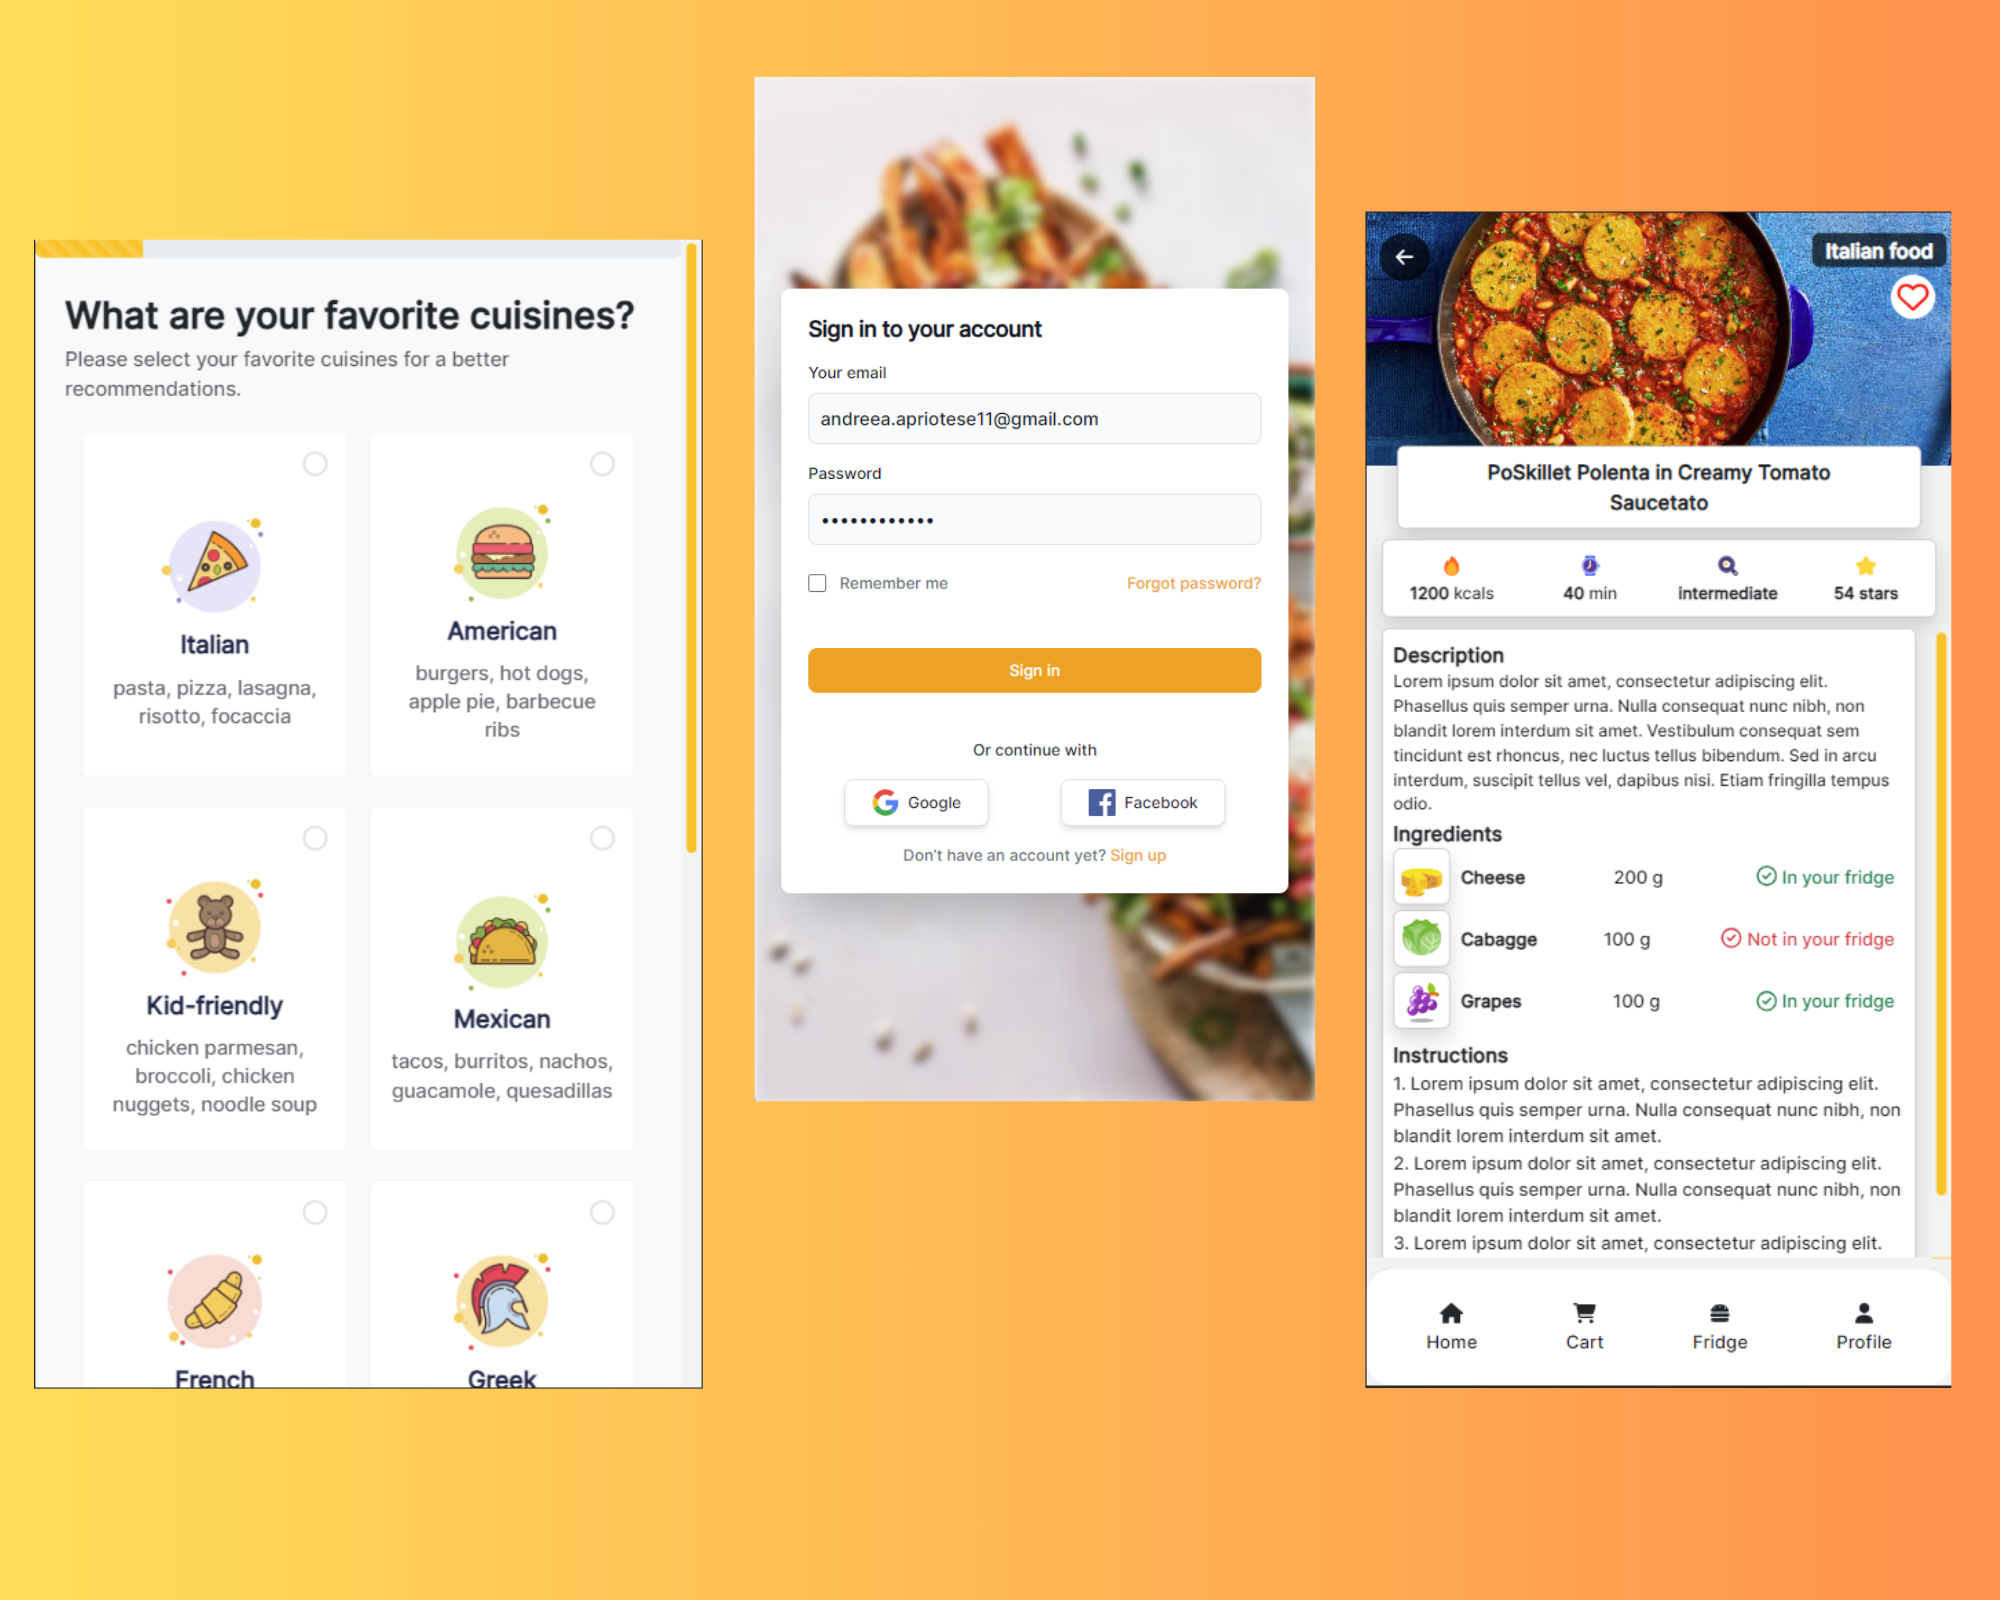 What are your favorite cuisines?
Please select your favorite cuisines for a better
recommendations.
Italian
pasta, pizza, lasagna,
risotto, focaccia
American
burgers, hot dogs,
apple pie, barbecue
ribs
Kid-friendly
chicken parmesan,
broccoli, chicken
nuggets, noodle soup
Mexican
tacos, burritos, nachos,
guacamole, quesadillas
French
Greek
Sign in to your account
Your email
andreea.apriotese11@gmail.com
Password
••••••••••••
Remember me
Forgot password?
Sign in
Or continue with
Google
Facebook
Don't have an account yet? Sign up
Italian food
PoSkillet Polenta in Creamy Tomato
Saucetato
1200 kcals
40 min
intermediate
54 stars
Description
Lorem ipsum dolor sit amet, consectetur adipiscing elit.
Phasellus quis semper urna. Nulla consequat nunc nibh, non
blandit lorem interdum sit amet. Vestibulum consequat sem
tincidunt est rhoncus, nec luctus tellus bibendum. Sed in arcu
interdum, suscipit tellus vel, dapibus nisi. Etiam fringilla tempus
odio.
Ingredients
Cheese 200 g In your fridge
Cabagge 100 g Not in your fridge
Grapes 100 g In your fridge
Instructions
1. Lorem ipsum dolor sit amet, consectetur adipiscing elit.
Phasellus quis semper urna. Nulla consequat nunc nibh, non
blandit lorem interdum sit amet.
2. Lorem ipsum dolor sit amet, consectetur adipiscing elit.
Phasellus quis semper urna. Nulla consequat nunc nibh, non
blandit lorem interdum sit amet.
3. Lorem ipsum dolor sit amet, consectetur adipiscing elit.
Home
Cart
Fridge
Profile